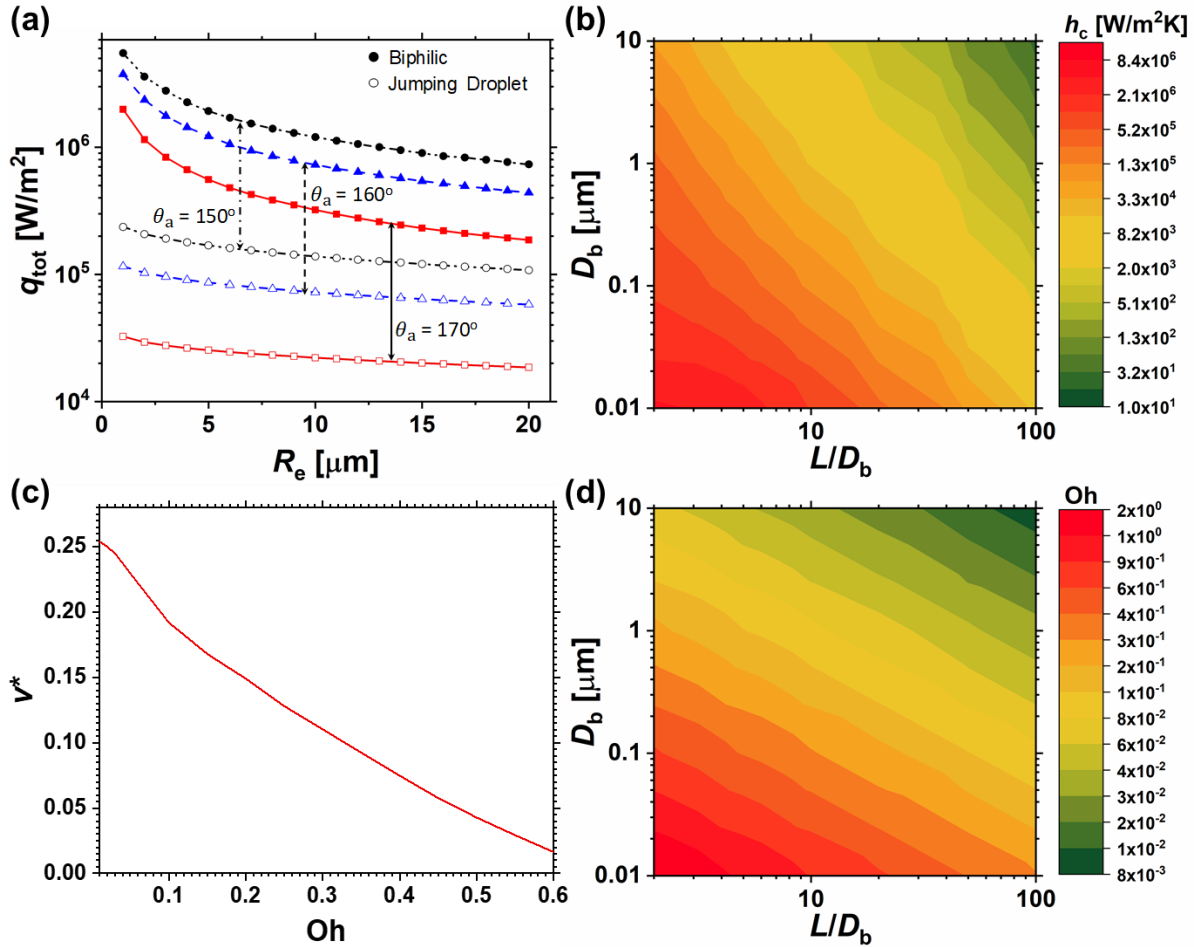 (a)
q_tot [W/m²]
10⁶
10⁵
10⁴
Biphilic
Jumping Droplet
θ_a = 150°
θ_a = 160°
θ_a = 170°
0 5 10 15 20
R_e [μm]
(b)
D_b [μm]
10
1
0.1
0.01
10 100
L/D_b
h_c [W/m²K]
8.4x10⁶
2.1x10⁶
5.2x10⁵
1.3x10⁵
3.3x10⁴
8.2x10³
2.0x10³
5.1x10²
1.3x10²
3.2x10¹
1.0x10¹
(c)
v*
0.25
0.20
0.15
0.10
0.05
0.00
0.1 0.2 0.3 0.4 0.5 0.6
Oh
(d)
D_b [μm]
10
1
0.1
0.01
10 100
L/D_b
Oh
2x10⁰
1x10⁰
9x10⁻¹
6x10⁻¹
4x10⁻¹
3x10⁻¹
2x10⁻¹
1x10⁻¹
8x10⁻²
6x10⁻²
4x10⁻²
3x10⁻²
2x10⁻²
1x10⁻²
8x10⁻³